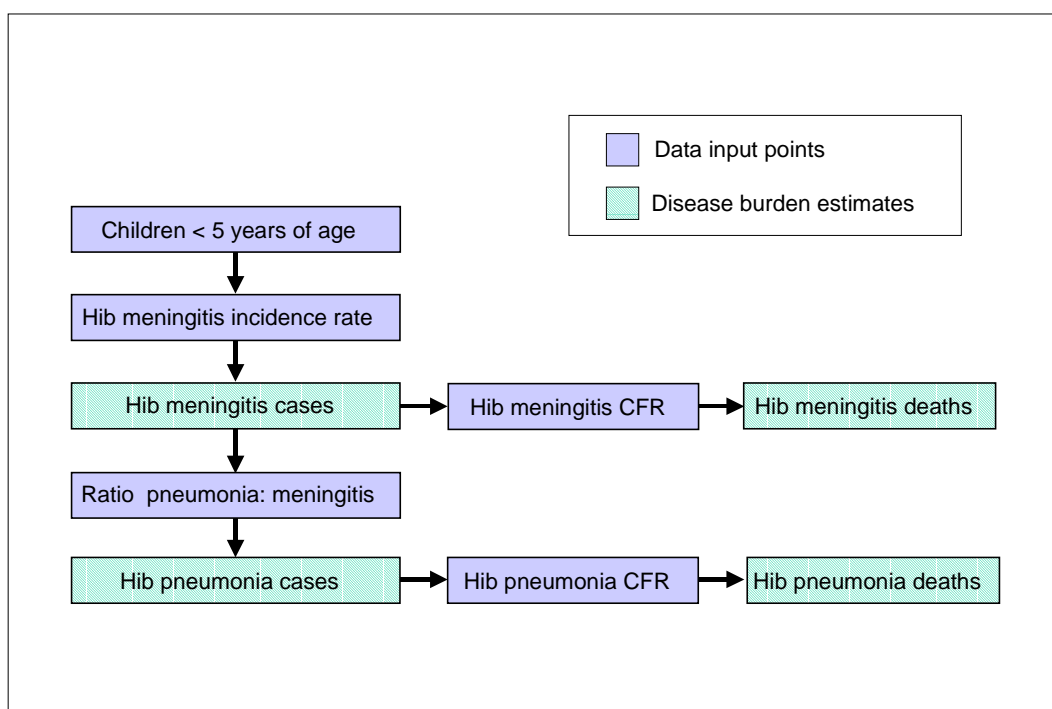 Data input points
Disease burden estimates
Children < 5 years of age
Hib meningitis incidence rate
Hib meningitis cases
Hib meningitis CFR
Hib meningitis deaths
Ratio pneumonia: meningitis
Hib pneumonia cases
Hib pneumonia CFR
Hib pneumonia deaths